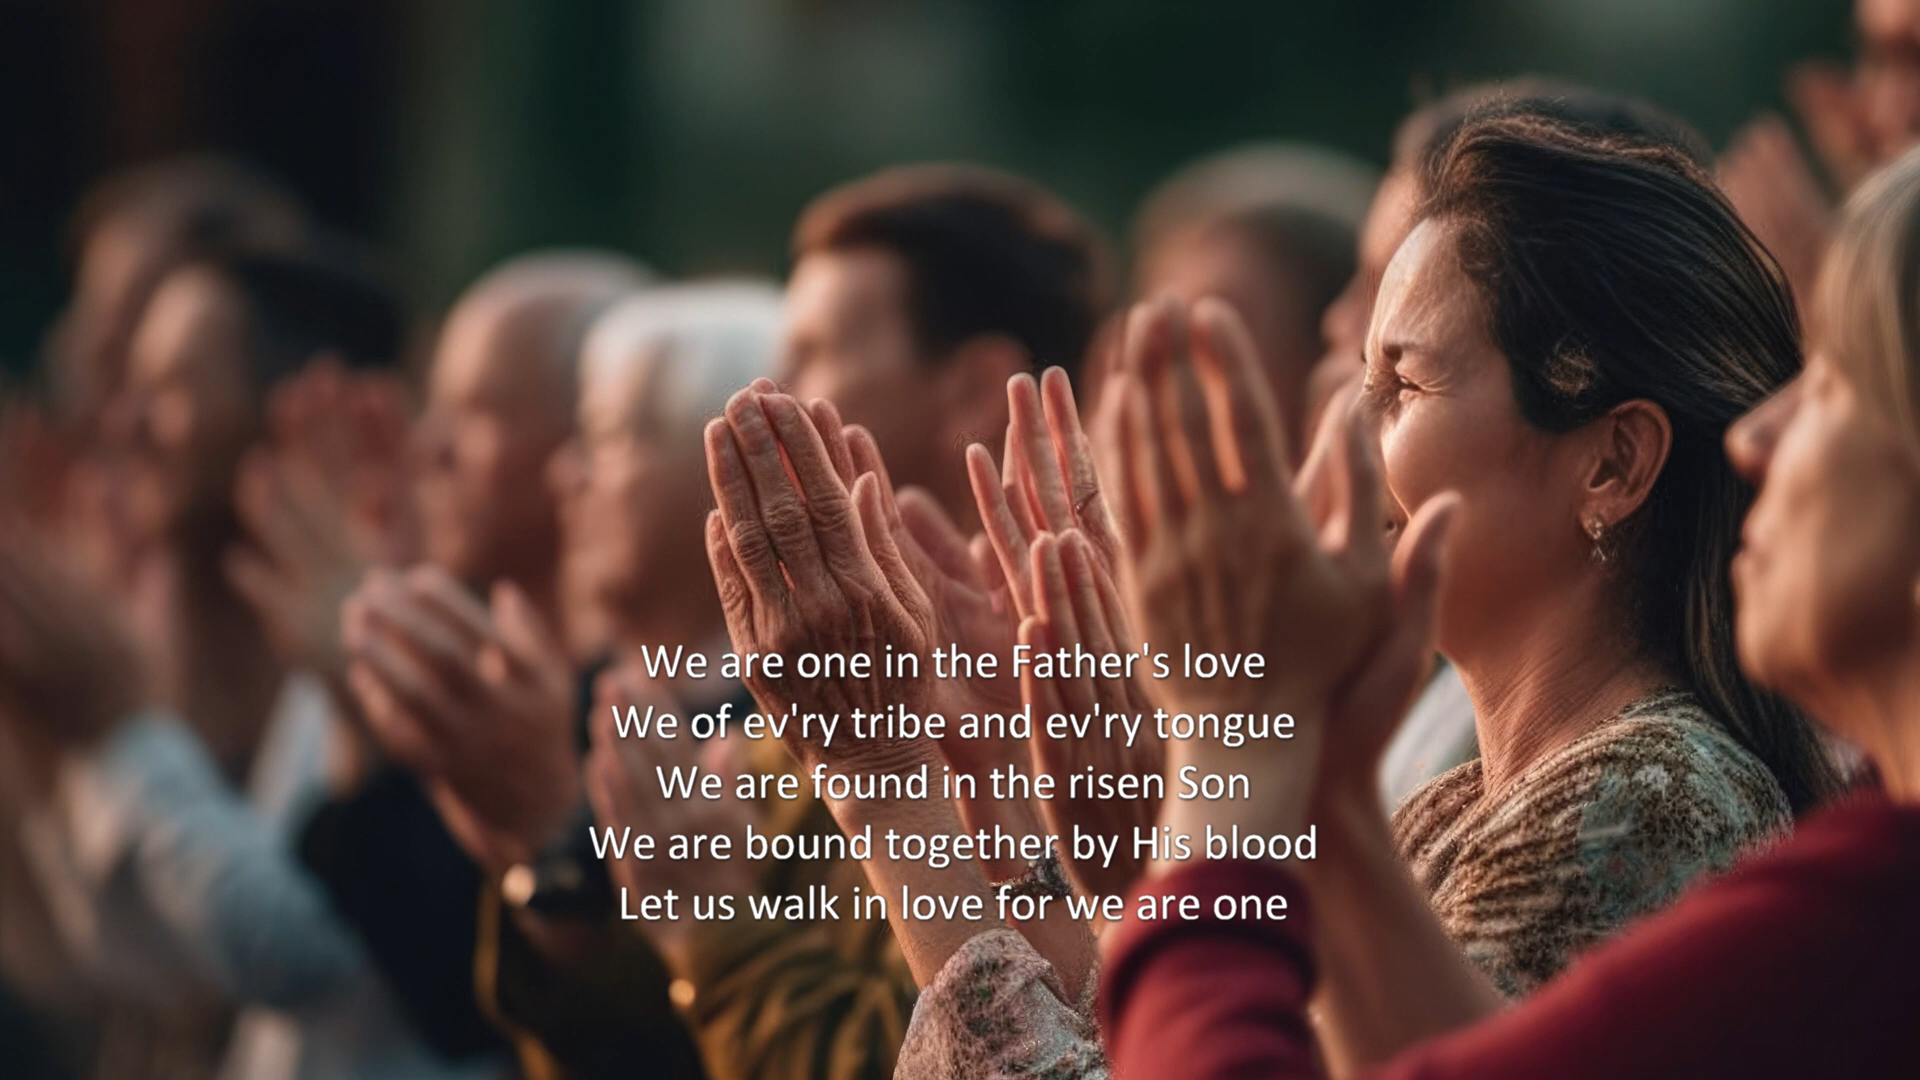 We are one in the Father's love
We of ev'ry tribe and ev'ry tongue
We are found in the risen Son
We are bound together by His blood
Let us walk in love for we are one